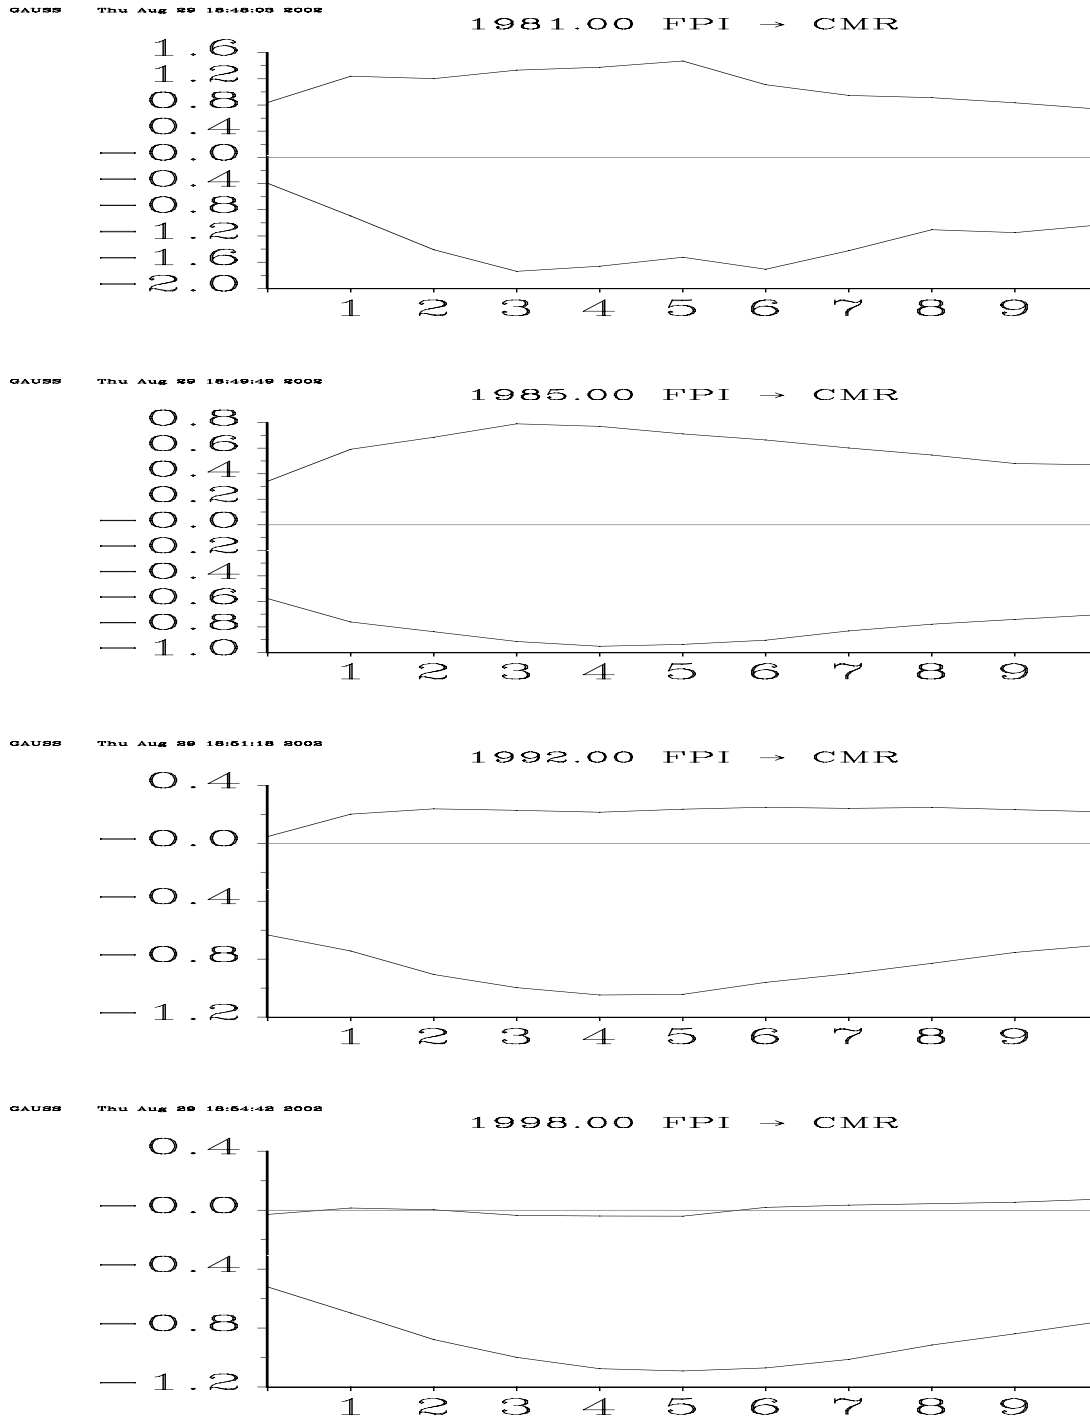 GAUSS Thu Aug 29 18:48:03 2002
1981.00 FPI → CMR
1.6
1.2
0.8
0.4
−0.0
−0.4
−0.8
−1.2
−1.6
−2.0
1 2 3 4 5 6 7 8 9
GAUSS Thu Aug 29 18:49:49 2002
1985.00 FPI → CMR
0.8
0.6
0.4
0.2
−0.0
−0.2
−0.4
−0.6
−0.8
−1.0
1 2 3 4 5 6 7 8 9
GAUSS Thu Aug 29 18:51:18 2002
1992.00 FPI → CMR
0.4
−0.0
−0.4
−0.8
−1.2
1 2 3 4 5 6 7 8 9
GAUSS Thu Aug 29 18:54:42 2002
1998.00 FPI → CMR
0.4
−0.0
−0.4
−0.8
−1.2
1 2 3 4 5 6 7 8 9